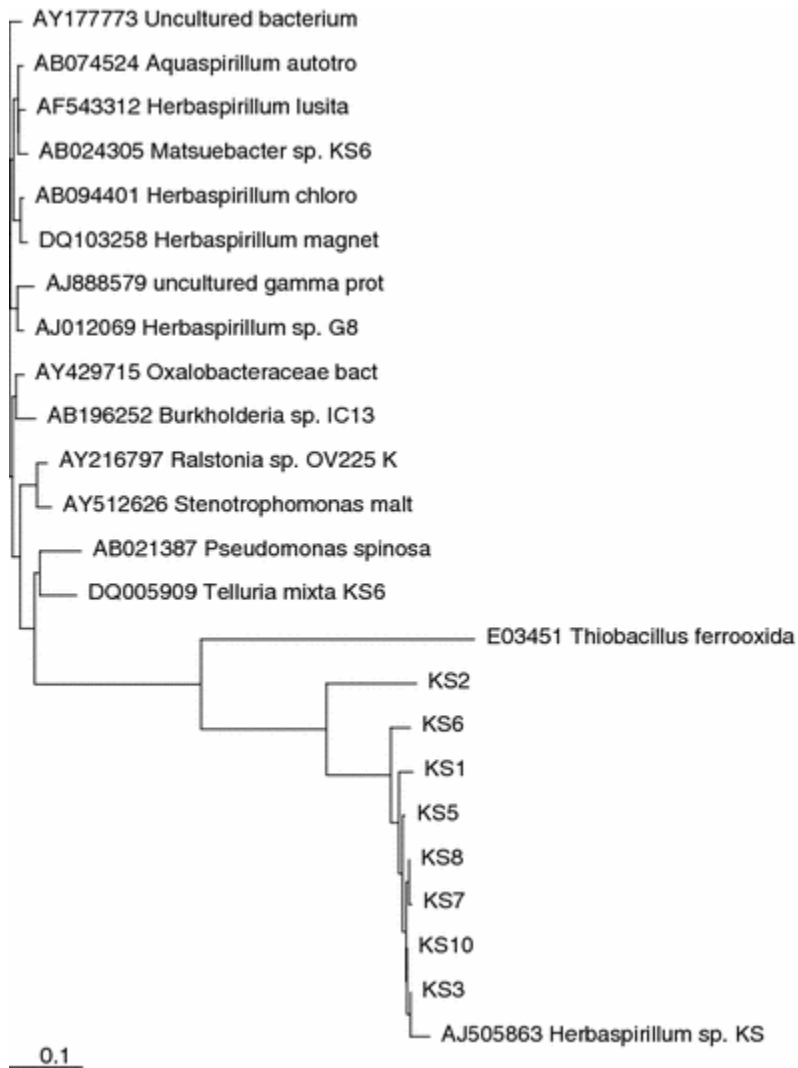 AY177773 Uncultured bacterium
AB074524 Aquaspirillum autotro
AF543312 Herbaspirillum lusita
AB024305 Matsuebacter sp. KS6
AB094401 Herbaspirillum chloro
DQ103258 Herbaspirillum magnet
AJ888579 uncultured gamma prot
AJ012069 Herbaspirillum sp. G8
AY429715 Oxalobacteraceae bact
AB196252 Burkholderia sp. IC13
AY216797 Ralstonia sp. OV225 K
AY512626 Stenotrophomonas malt
AB021387 Pseudomonas spinosa
DQ005909 Telluria mixta KS6
E03451 Thiobacillus ferrooxida
KS2
KS6
KS1
KS5
KS8
KS7
KS10
KS3
AJ505863 Herbaspirillum sp. KS
0.1